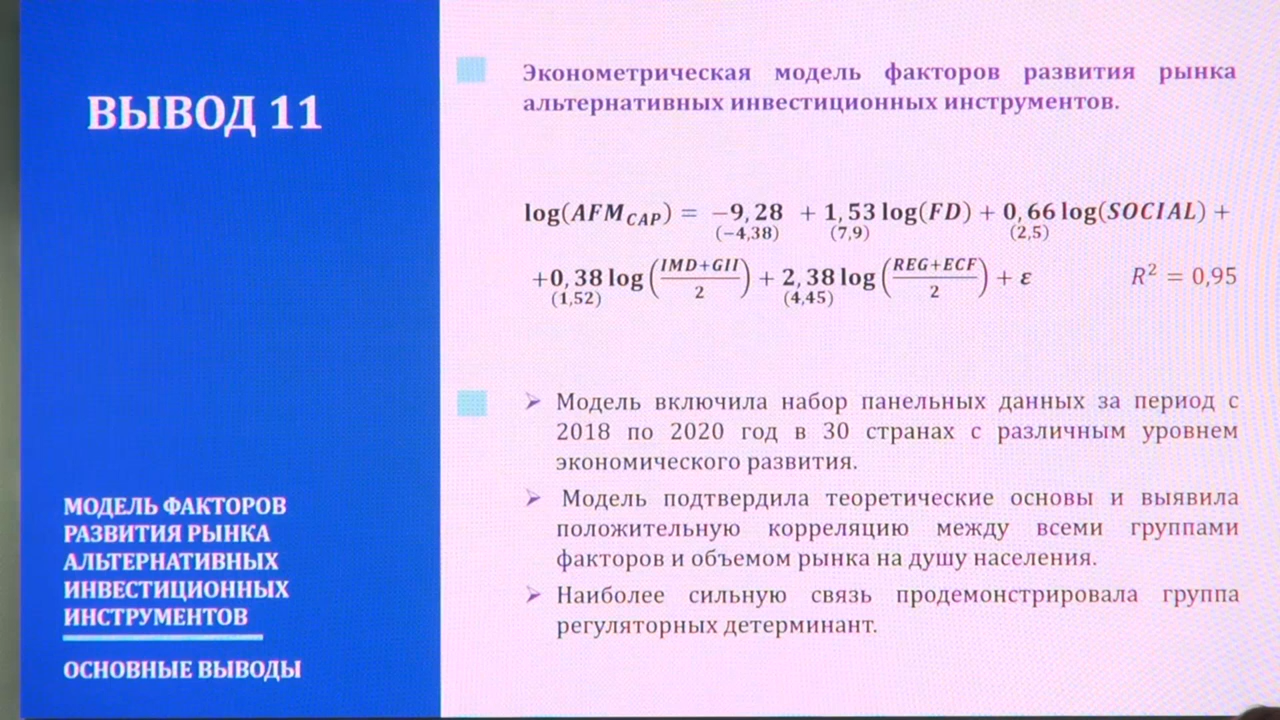 ВЫВОД 11
МОДЕЛЬ ФАКТОРОВ
РАЗВИТИЯ РЫНКА
АЛЬТЕРНАТИВНЫХ
ИНВЕСТИЦИОННЫХ
ИНСТРУМЕНТОВ
ОСНОВНЫЕ ВЫВОДЫ
Эконометрическая модель факторов развития рынка
альтернативных инвестиционных инструментов.
log(AFM_CAP) = −9,28 + 1,53 log(FD) + 0,66 log(SOCIAL) +
(−4,38) (7,9) (2,5)
+0,38 log((IMD+GII)/2) + 2,38 log((REG+ECF)/2) + ε R² = 0,95
(1,52) (4,45)
➢ Модель включила набор панельных данных за период с
2018 по 2020 год в 30 странах с различным уровнем
экономического развития.
➢ Модель подтвердила теоретические основы и выявила
положительную корреляцию между всеми группами
факторов и объемом рынка на душу населения.
➢ Наиболее сильную связь продемонстрировала группа
регуляторных детерминант.